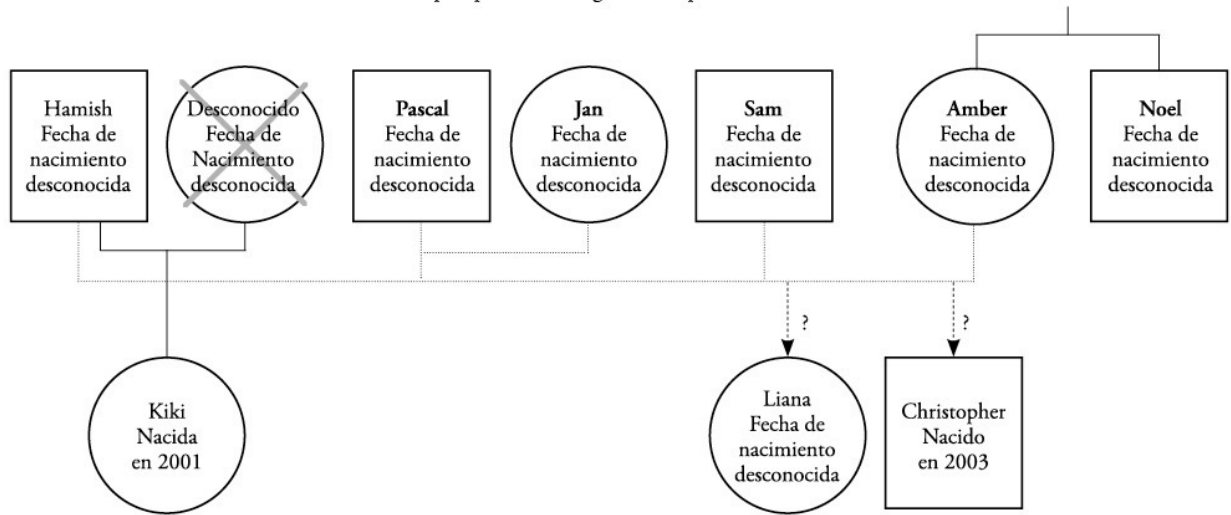 Hamish
Fecha de
nacimiento
desconocida
Desconocido
Fecha de
Nacimiento
desconocida
Pascal
Fecha de
nacimiento
desconocida
Jan
Fecha de
nacimiento
desconocida
Sam
Fecha de
nacimiento
desconocida
Amber
Fecha de
nacimiento
desconocida
Noel
Fecha de
nacimiento
desconocida
?
?
Kiki
Nacida
en 2001
Liana
Fecha de
nacimiento
desconocida
Christopher
Nacido
en 2003